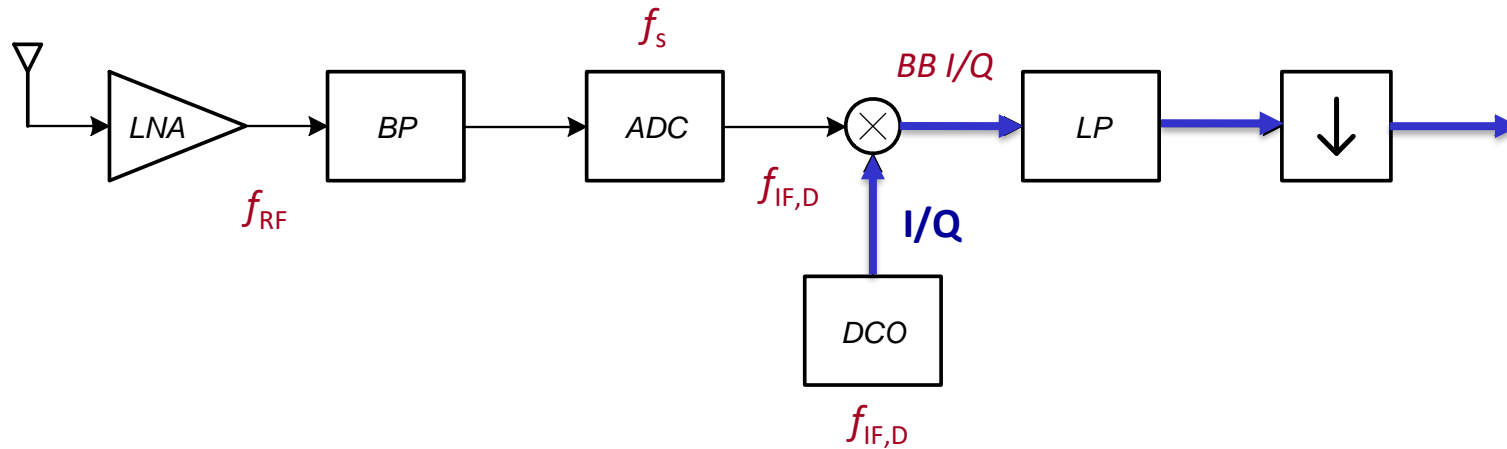 f_s
BB I/Q
LNA
BP
ADC
LP
f_RF
f_IF,D
I/Q
DCO
f_IF,D